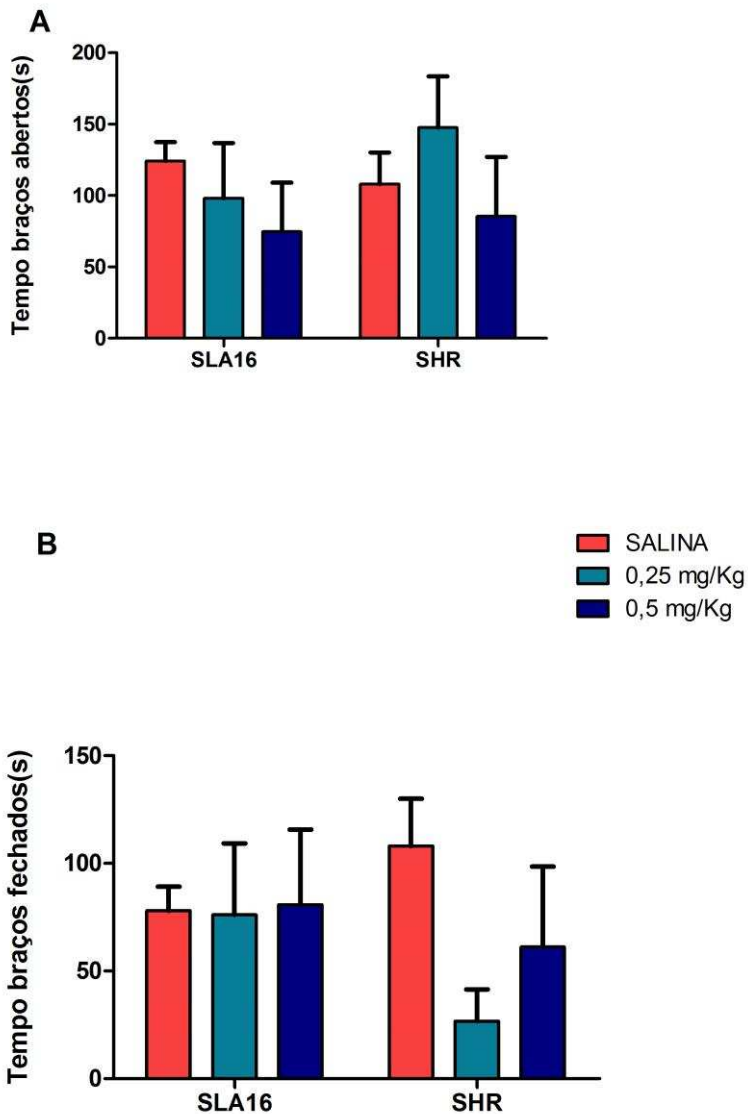 A
Tempo braços abertos(s)
200
150
100
50
0
SLA16 SHR
B
SALINA
0,25 mg/Kg
0,5 mg/Kg
Tempo braços fechados(s)
150
100
50
0
SLA16 SHR